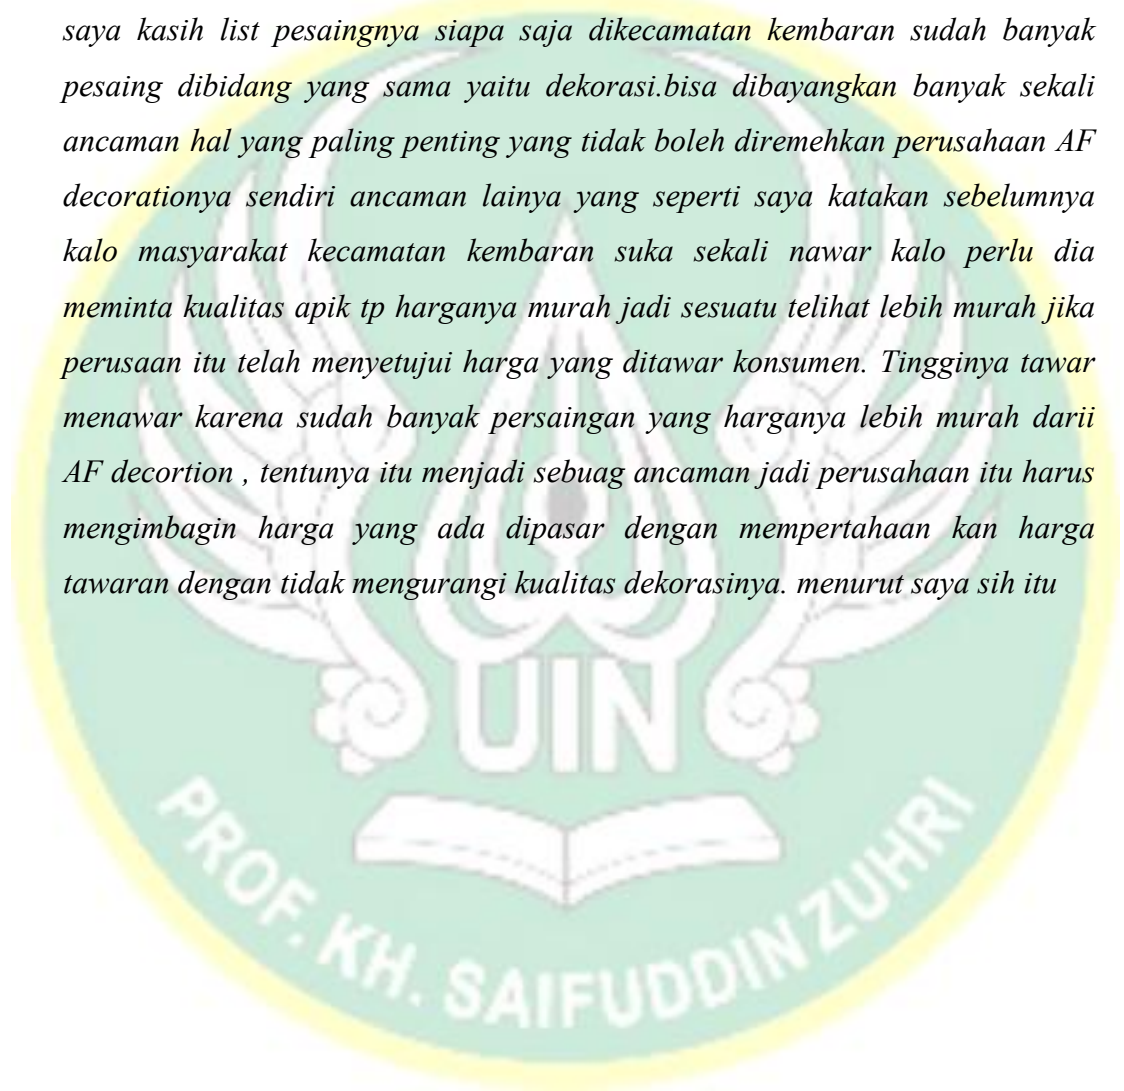 saya kasih list pesaingnya siapa saja dikecamatan kembaran sudah banyak
pesaing dibidang yang sama yaitu dekorasi.bisa dibayangkan banyak sekali
ancaman hal yang paling penting yang tidak boleh diremehkan perusahaan AF
decorationya sendiri ancaman lainya yang seperti saya katakan sebelumnya
kalo masyarakat kecamatan kembaran suka sekali nawar kalo perlu dia
meminta kualitas apik tp harganya murah jadi sesuatu telihat lebih murah jika
perusaan itu telah menyetujui harga yang ditawar konsumen. Tingginya tawar
menawar karena sudah banyak persaingan yang harganya lebih murah darii
AF decortion , tentunya itu menjadi sebuag ancaman jadi perusahaan itu harus
mengimbagin harga yang ada dipasar dengan mempertahaan kan harga
tawaran dengan tidak mengurangi kualitas dekorasinya. menurut saya sih itu
UIN
PROF. KH. SAIFUDDIN ZUHRI